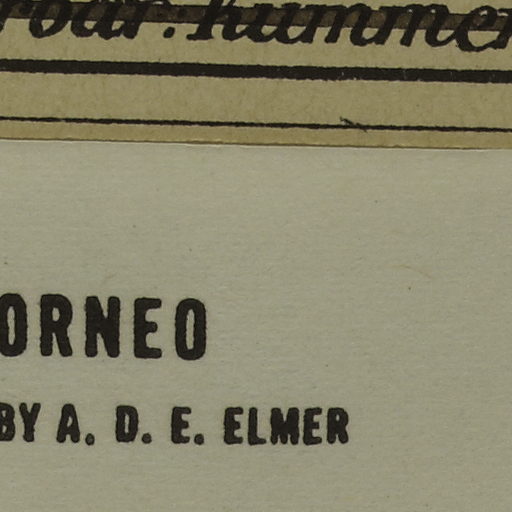 ORNEO
BY A. D. E. ELMER